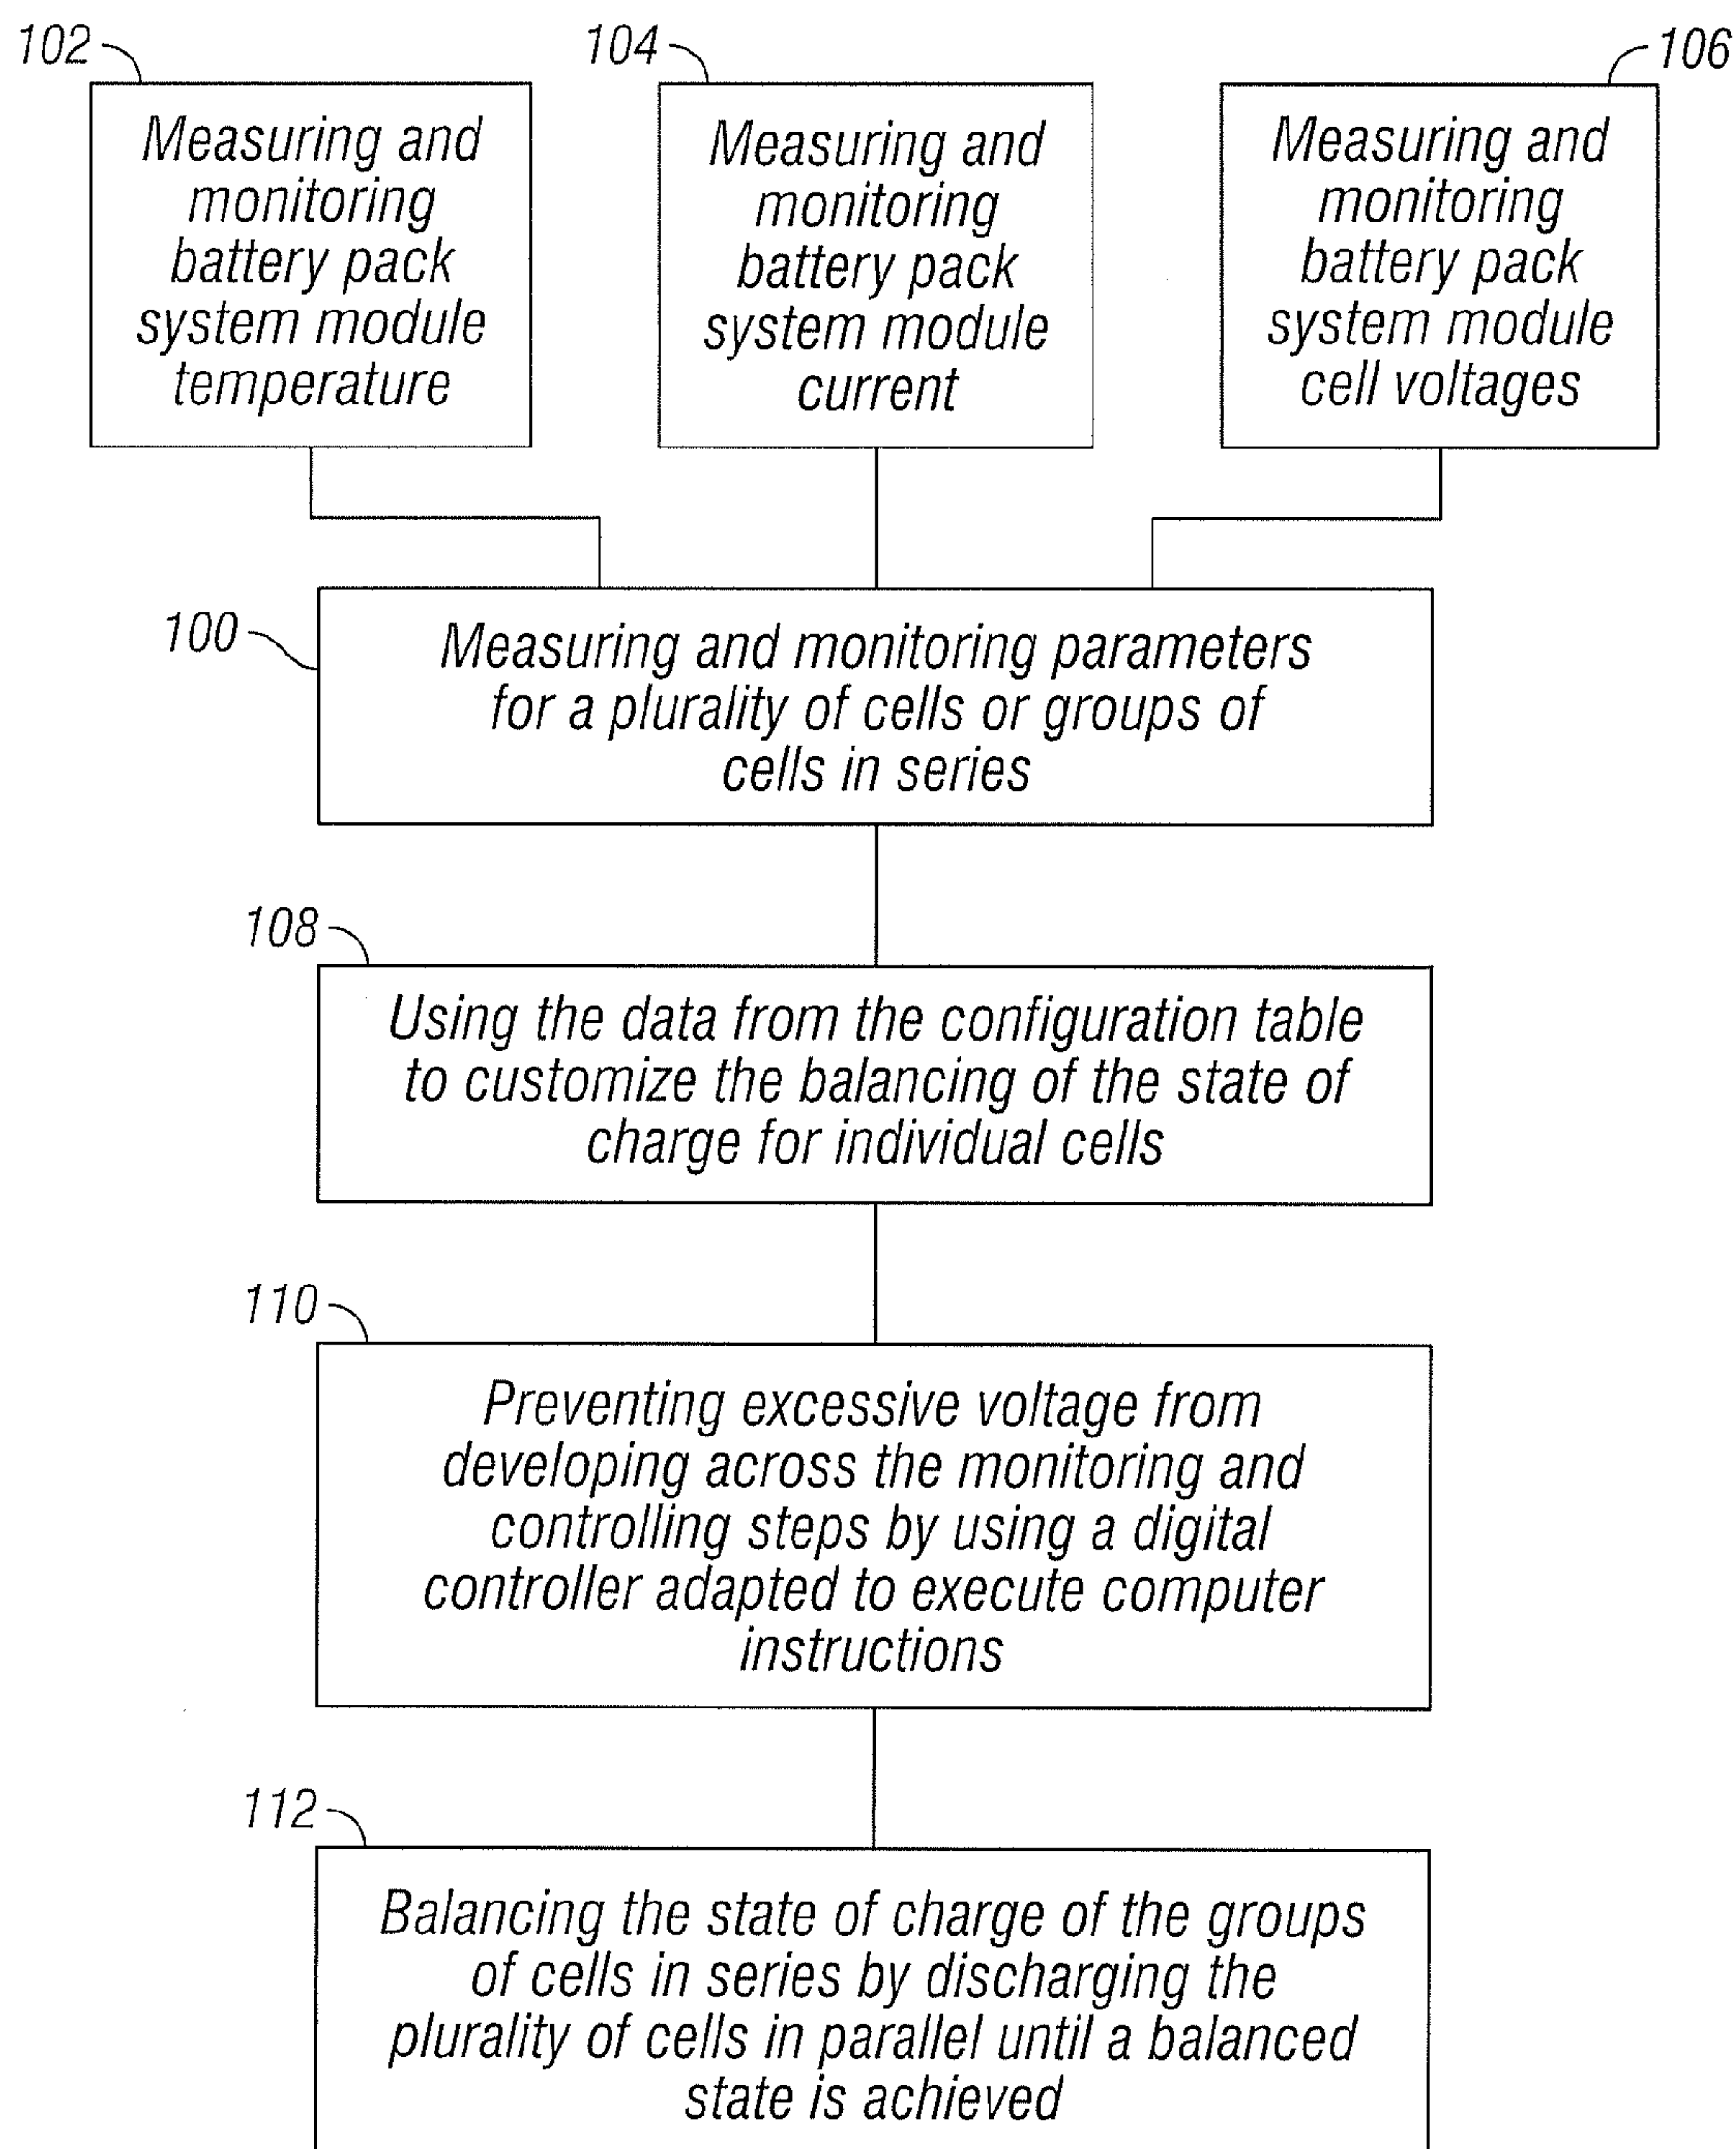 102
Measuring and
monitoring
battery pack
system module
temperature
104
Measuring and
monitoring
battery pack
system module
current
106
Measuring and
monitoring
battery pack
system module
cell voltages
100
Measuring and monitoring parameters
for a plurality of cells or groups of
cells in series
108
Using the data from the configuration table
to customize the balancing of the state of
charge for individual cells
110
Preventing excessive voltage from
developing across the monitoring and
controlling steps by using a digital
controller adapted to execute computer
instructions
112
Balancing the state of charge of the groups
of cells in series by discharging the
plurality of cells in parallel until a balanced
state is achieved